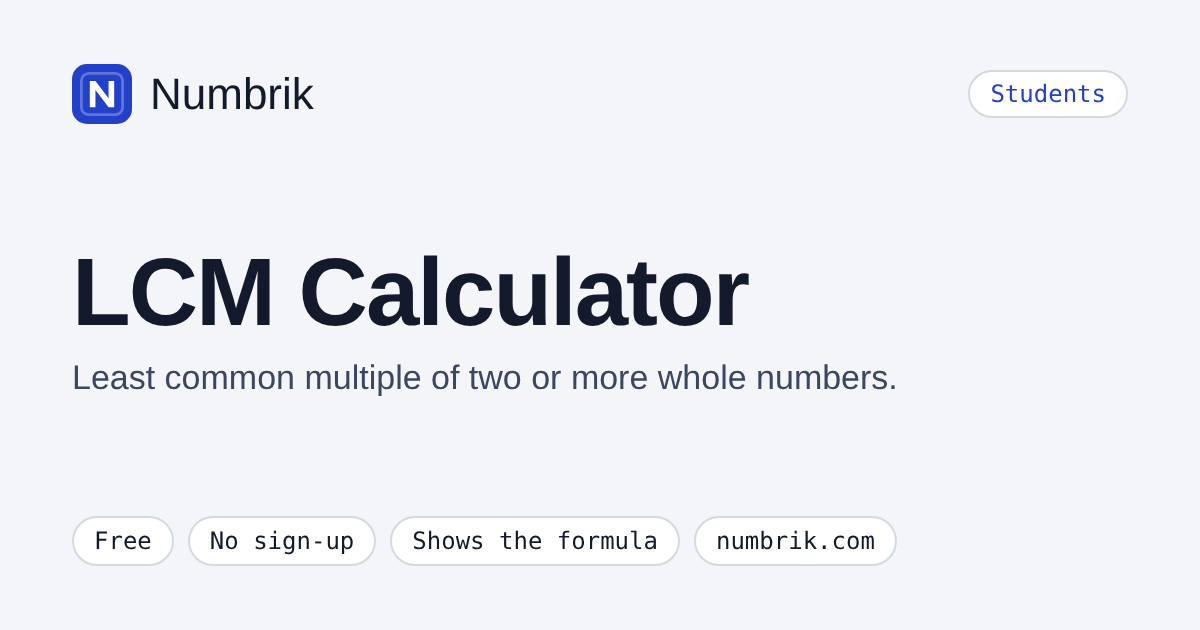 N Numbrik
Students
LCM Calculator
Least common multiple of two or more whole numbers.
Free
No sign-up
Shows the formula
numbrik.com